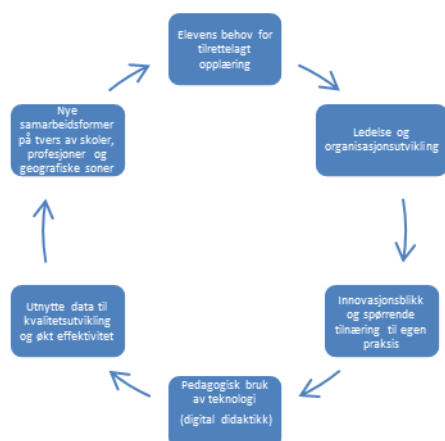 Elevens behov for
tilrettelagt
opplæring
Ledelse og
organisasjonsutvikling
Innovasjonsblikk
og spørrende
tilnæring til egen
praksis
Pedagogisk bruk
av teknologi
(digital didaktikk)
Utnytte data til
kvalitetsutvikling
og økt effektivitet
Nye
samarbeidsformer
på tvers av skoler,
profesjoner og
geografiske soner